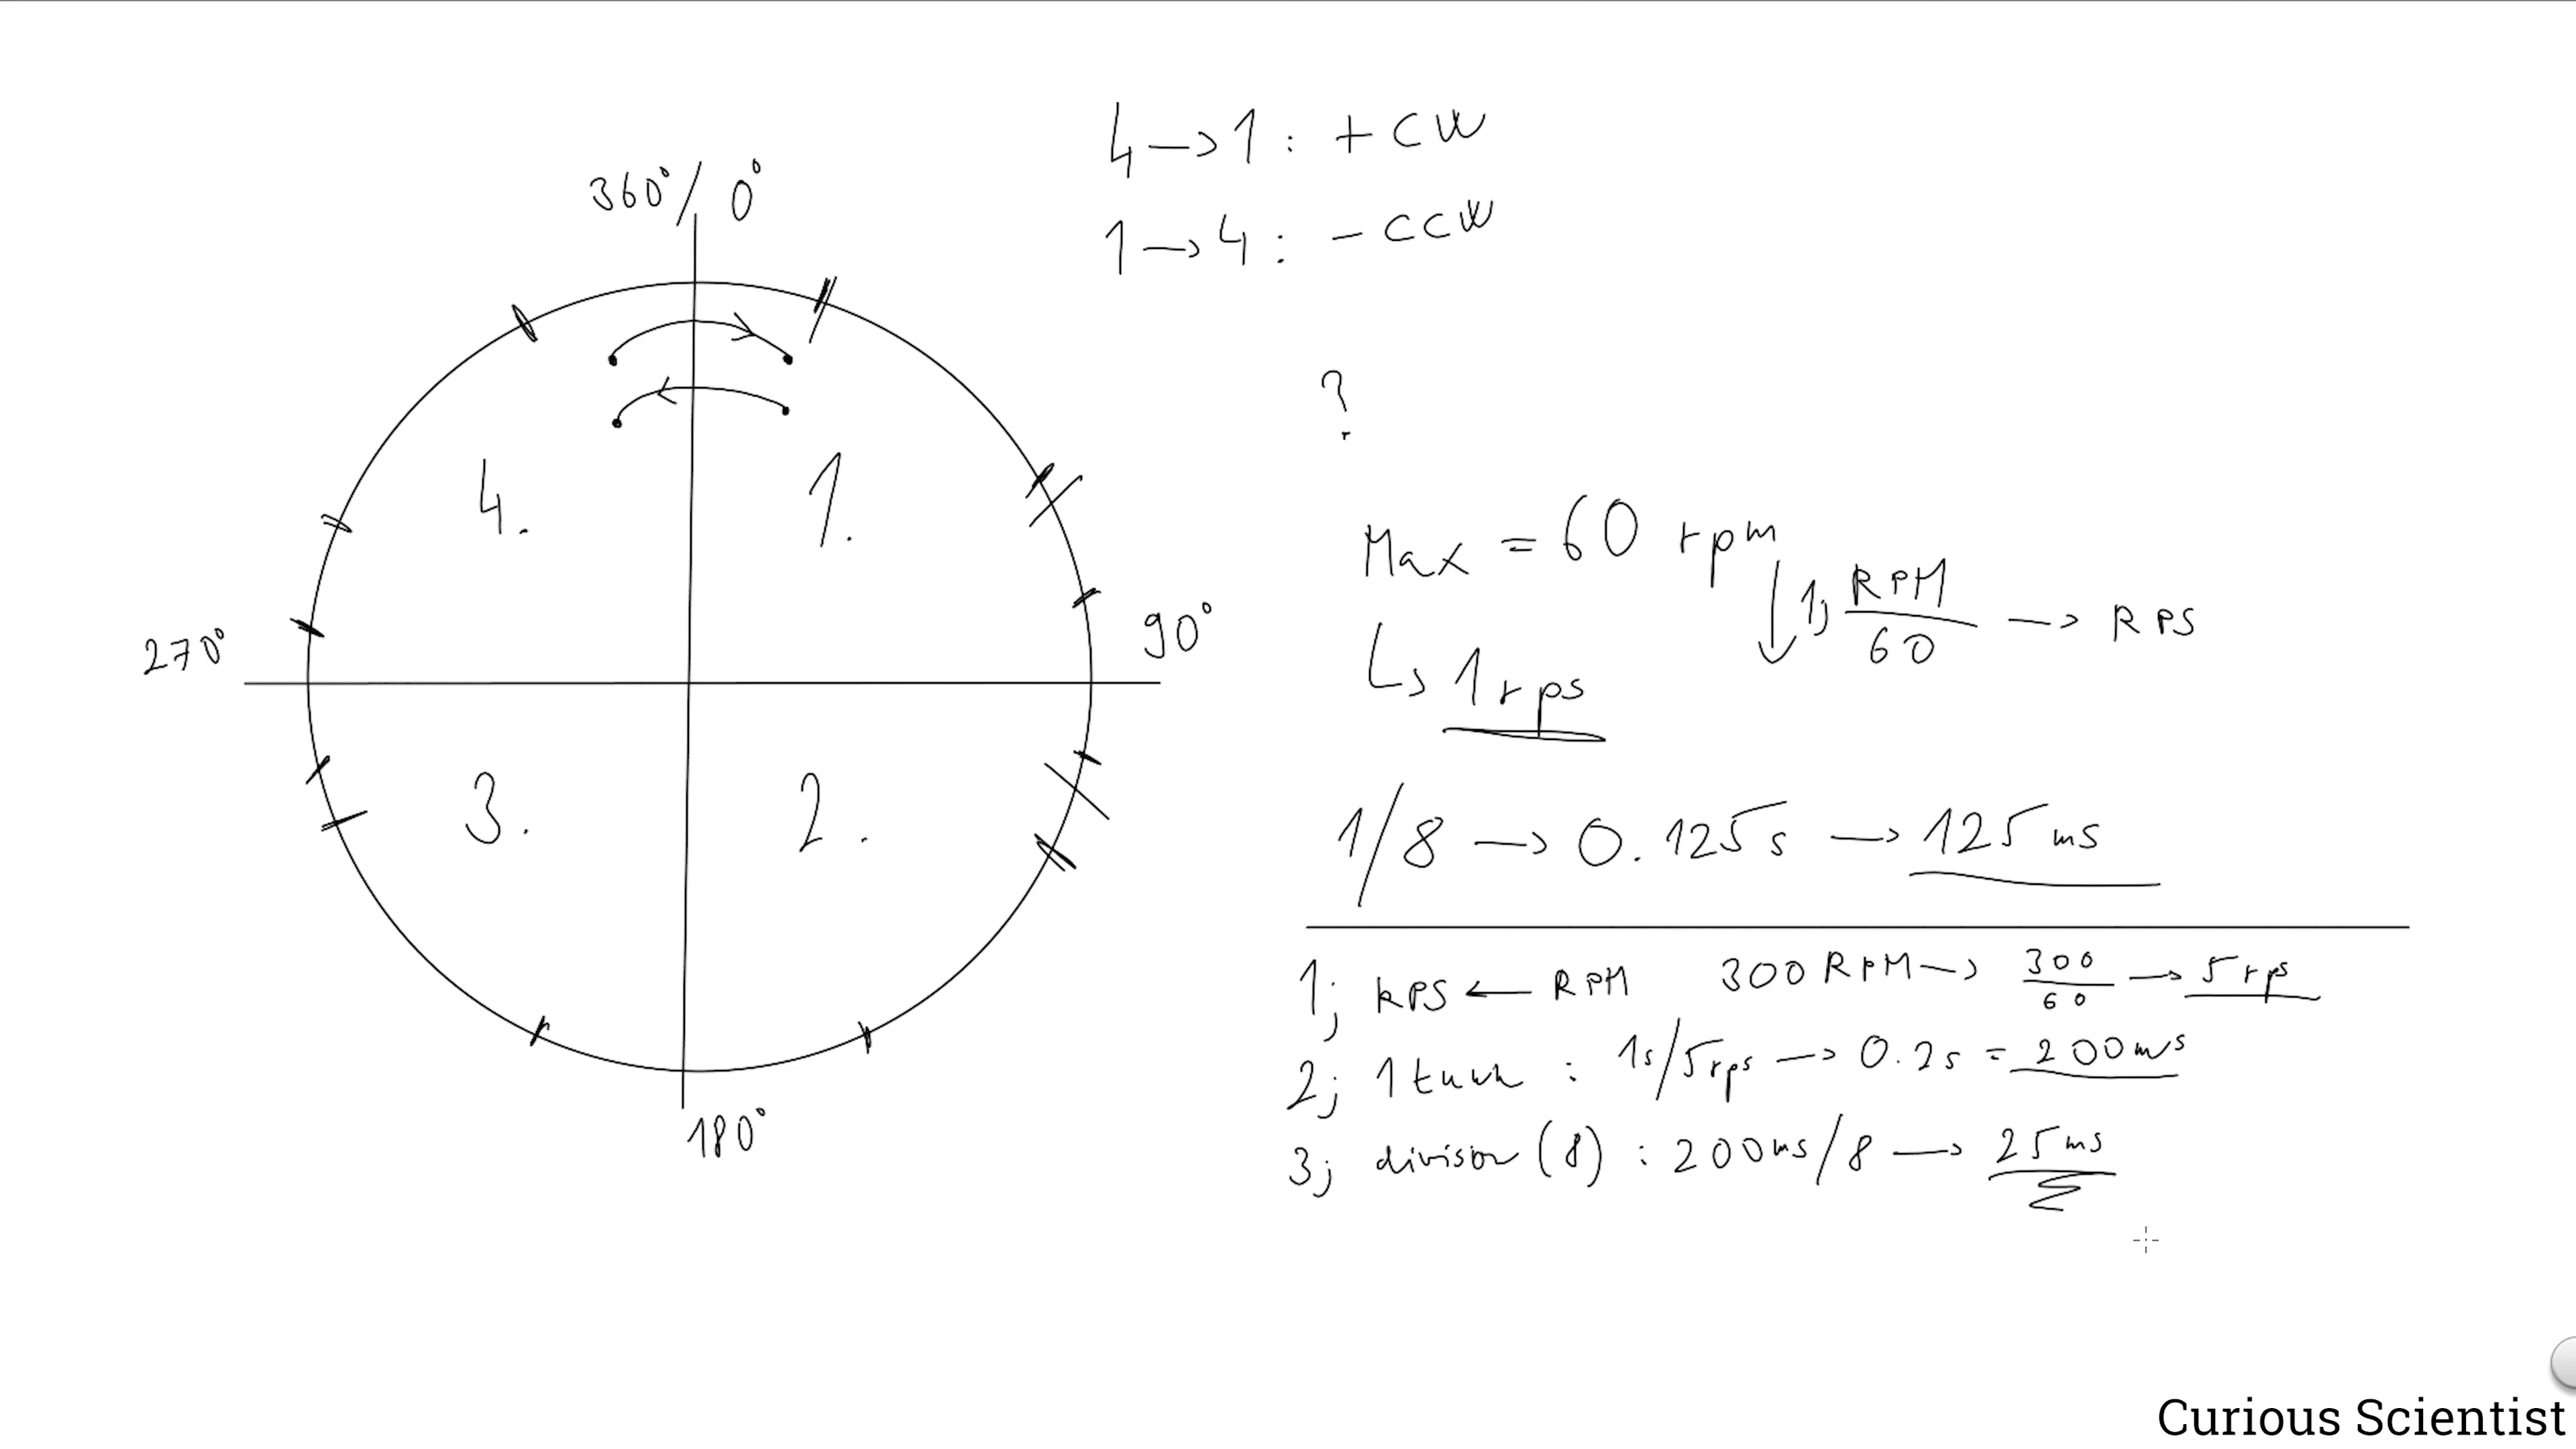 360°/ 0°
4 → 1 : + CW
1 → 4 : - CCW
4.
1.
270°
90°
3.
2.
180°
?
Max = 60 rpm
↓ 1; RPM/60 → RPS
↳ 1 rps
1/8 → 0.125 s → 125 ms
1; RPS ← RPM 300 RPM → 300/60 → 5 rps
2; 1 turn : 1s/5rps → 0.2s = 200ms
3; division (8) : 200ms/8 → 25 ms
Curious Scientist